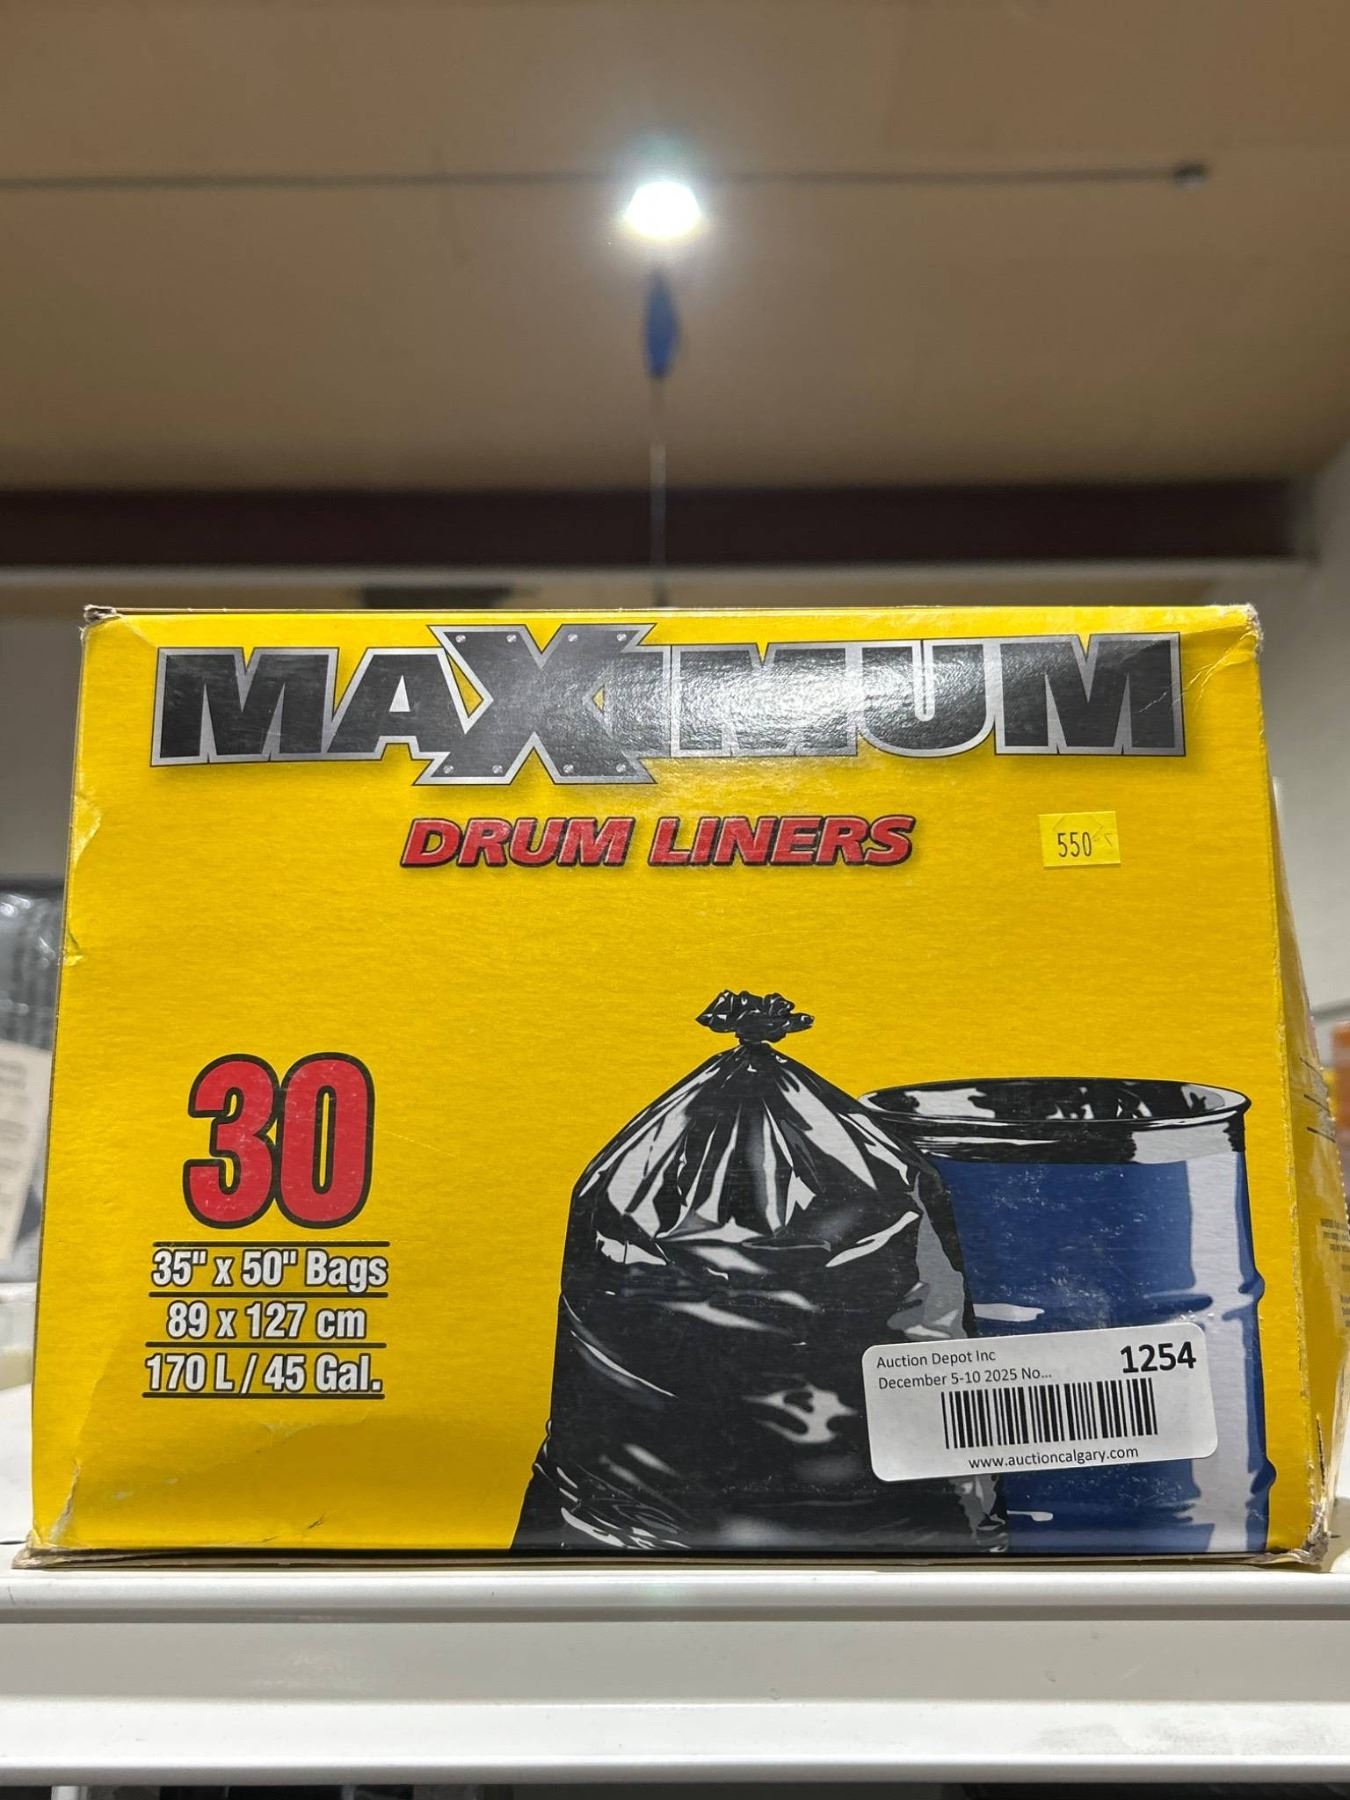 MAXIMUM
DRUM LINERS
550
30
35" x 50" Bags
89 x 127 cm
170 L / 45 Gal.
Auction Depot Inc
1254
December 5-10 2025 No...
www.auctioncalgary.com